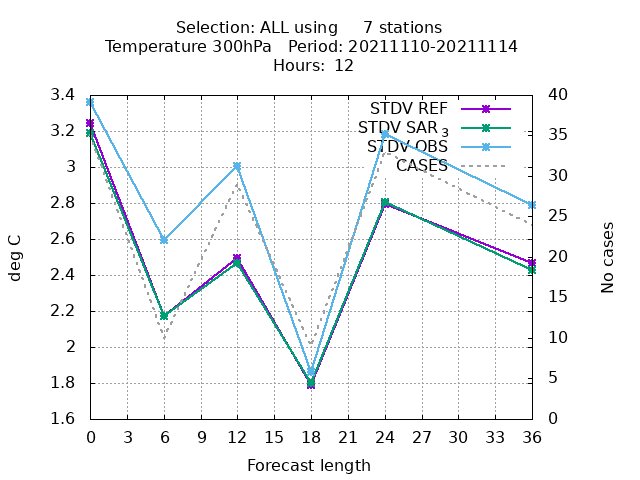 Selection: ALL using 7 stations
Temperature 300hPa Period: 20211110-20211114
Hours: 12
3.4
3.2
3
2.8
2.6
2.4
2.2
2
1.8
1.6
deg C
STDV REF
STDV SAR3
STDV OBS
CASES
40
35
30
25
20
15
10
5
0
No cases
0 3 6 9 12 15 18 21 24 27 30 33 36
Forecast length